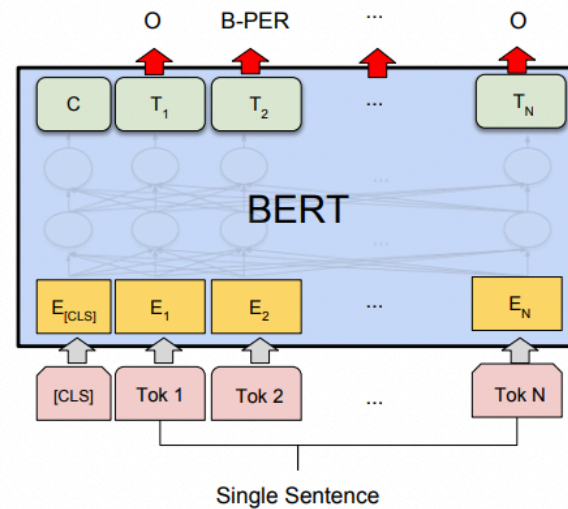 O B-PER ... O
C T1 T2 ... TN
...
BERT
...
E[CLS] E1 E2 ... EN
[CLS] Tok 1 Tok 2 ... Tok N
Single Sentence